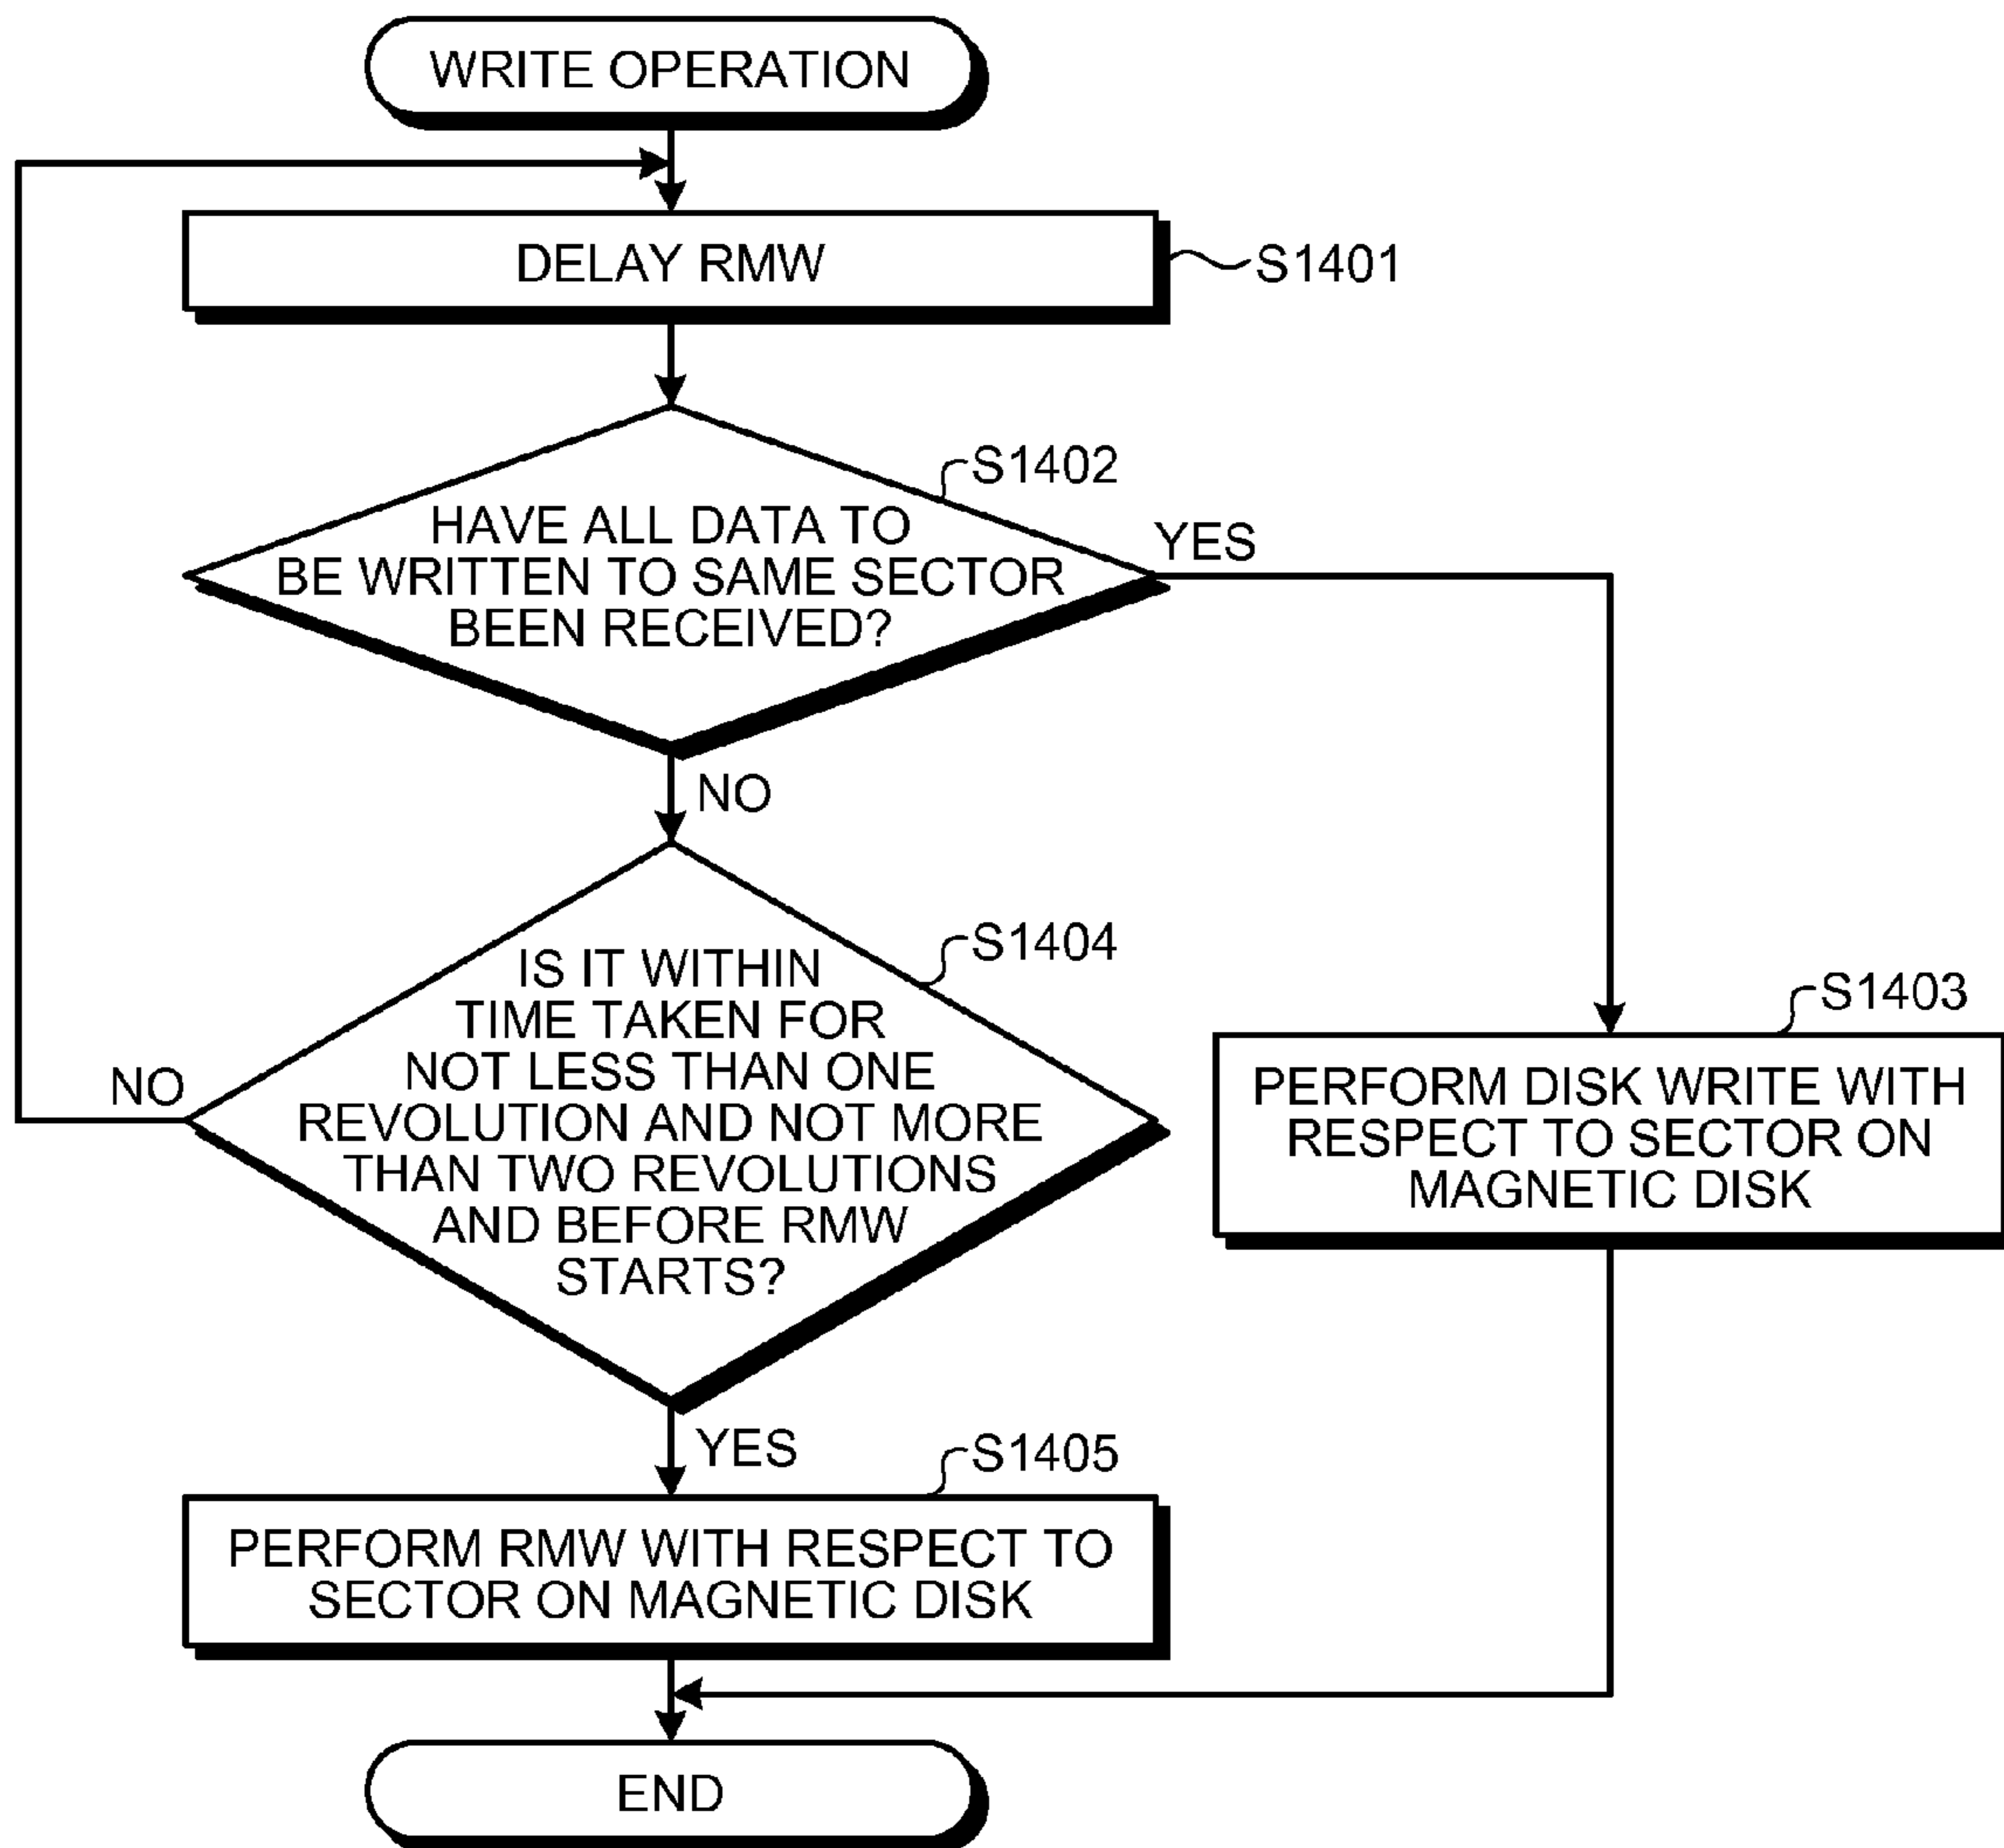 WRITE OPERATION
DELAY RMW
S1401
S1402
HAVE ALL DATA TO
BE WRITTEN TO SAME SECTOR
BEEN RECEIVED?
YES
NO
S1404
IS IT WITHIN
TIME TAKEN FOR
NOT LESS THAN ONE
REVOLUTION AND NOT MORE
THAN TWO REVOLUTIONS
AND BEFORE RMW
STARTS?
NO
S1403
PERFORM DISK WRITE WITH
RESPECT TO SECTOR ON
MAGNETIC DISK
YES
S1405
PERFORM RMW WITH RESPECT TO
SECTOR ON MAGNETIC DISK
END